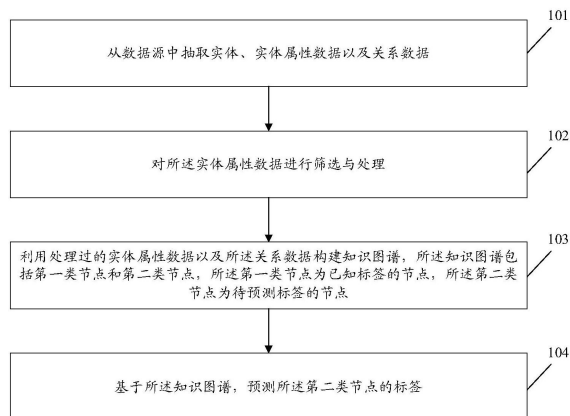 101
从数据源中抽取实体、实体属性数据以及关系数据
102
对所述实体属性数据进行筛选与处理
103
利用处理过的实体属性数据以及所述关系数据构建知识图谱，所述知识图谱包
括第一类节点和第二类节点，所述第一类节点为已知标签的节点，所述第二类
节点为待预测标签的节点
104
基于所述知识图谱，预测所述第二类节点的标签